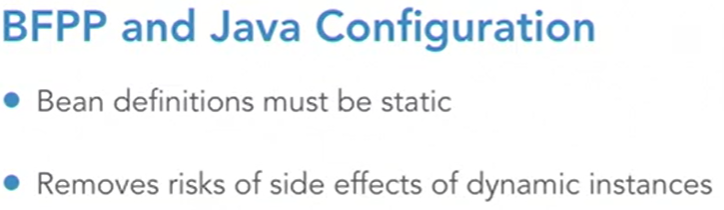 BFPP and Java Configuration
Bean definitions must be static
Removes risks of side effects of dynamic instances